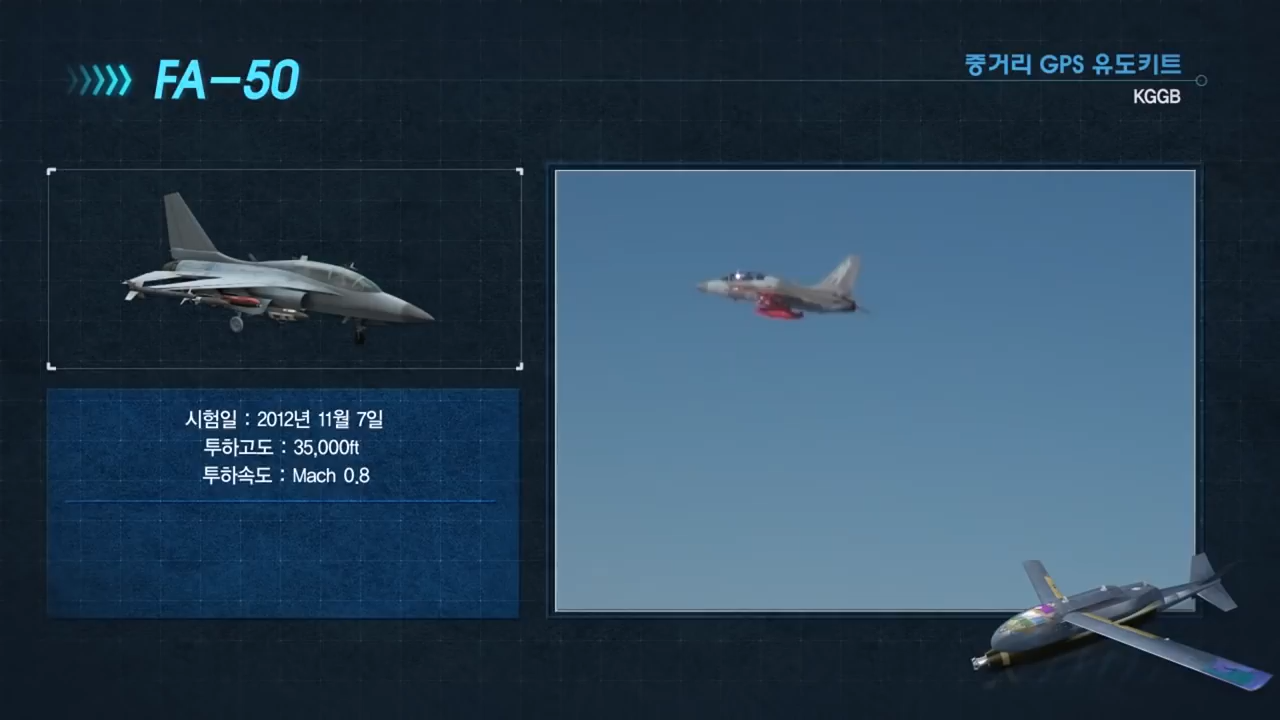 FA-50
중거리 GPS 유도키트
KGGB
시험일 : 2012년 11월 7일
투하고도 : 35,000ft
투하속도 : Mach 0.8